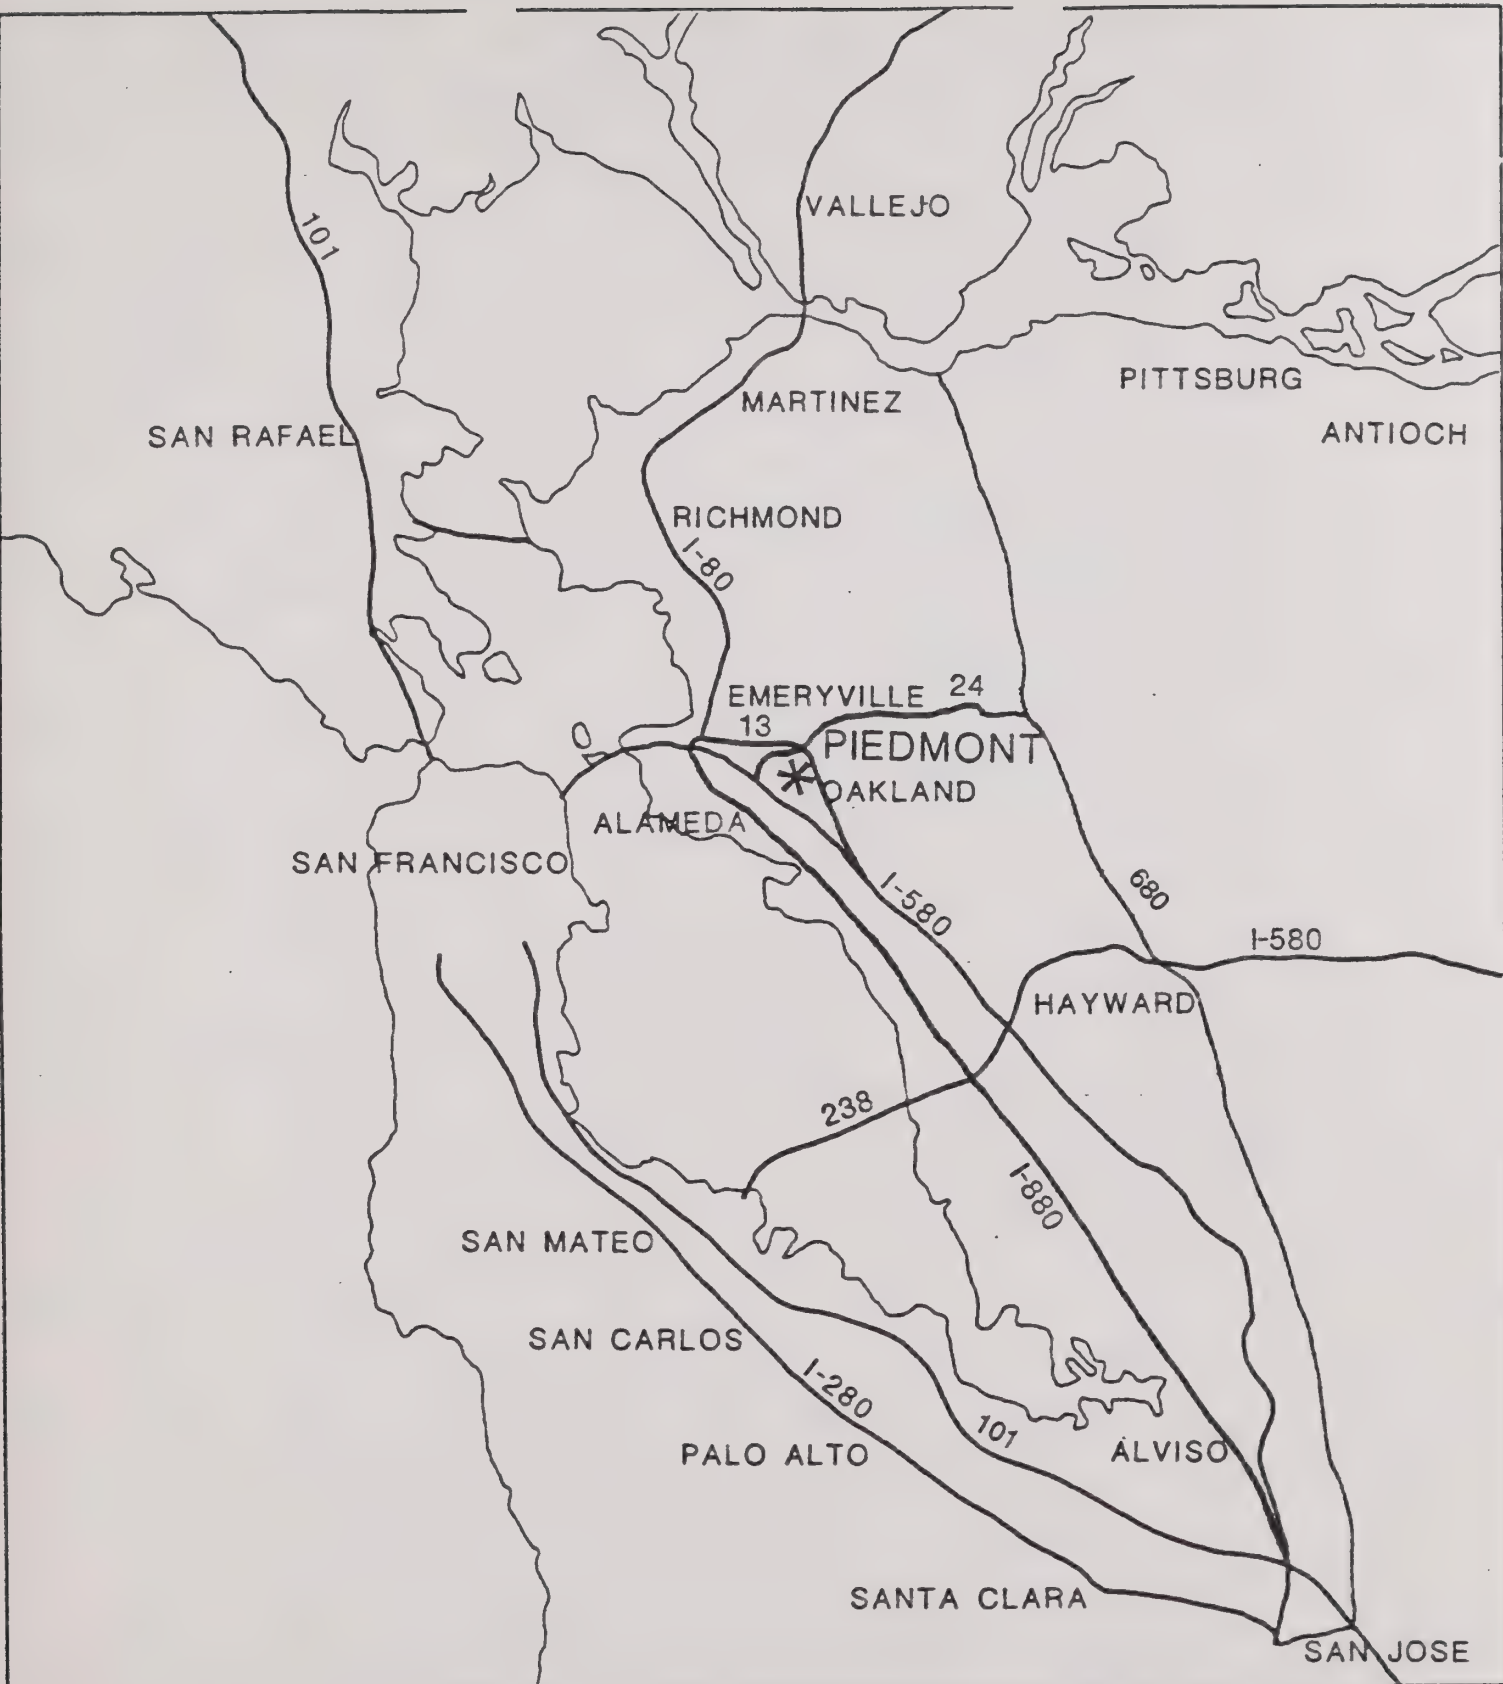 VALLEJO
101
PITTSBURG
MARTINEZ
SAN RAFAEL
ANTIOCH
RICHMOND
I-80
EMERYVILLE
24
13
PIEDMONT
OAKLAND
ALAMEDA
SAN FRANCISCO
680
I-580
I-580
HAYWARD
238
I-880
SAN MATEO
SAN CARLOS
I-280
101
ALVISO
PALO ALTO
SANTA CLARA
SAN JOSE